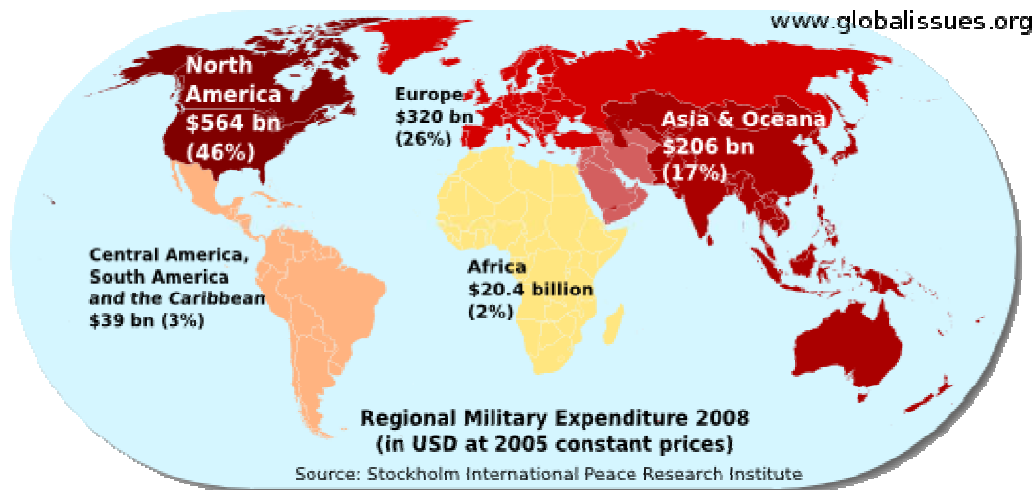 www.globalissues.org
North
America
$564 bn
(46%)
Europe
$320 bn
(26%)
Asia & Oceana
$206 bn
(17%)
Central America,
South America
and the Caribbean
$39 bn (3%)
Africa
$20.4 billion
(2%)
Regional Military Expenditure 2008
(in USD at 2005 constant prices)
Source: Stockholm International Peace Research Institute